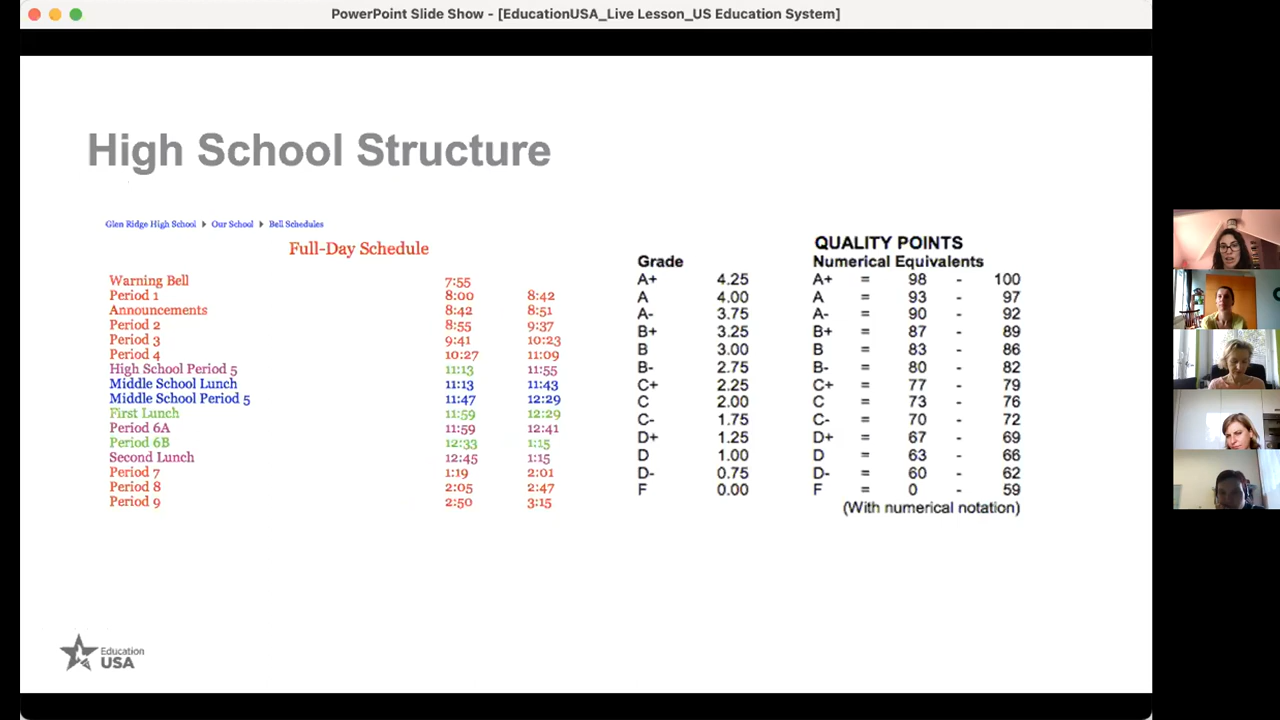 PowerPoint Slide Show - [EducationUSA_Live Lesson_US Education System]
High School Structure
Glen Ridge High School ▸ Our School ▸ Bell Schedules
Full-Day Schedule
Warning Bell 7:55
Period 1 8:00 8:42
Announcements 8:42 8:51
Period 2 8:55 9:37
Period 3 9:41 10:23
Period 4 10:27 11:09
High School Period 5 11:13 11:55
Middle School Lunch 11:13 11:43
Middle School Period 5 11:47 12:29
First Lunch 11:59 12:29
Period 6A 11:59 12:41
Period 6B 12:33 1:15
Second Lunch 12:45 1:15
Period 7 1:19 2:01
Period 8 2:05 2:47
Period 9 2:50 3:15
Grade
A+ 4.25
A 4.00
A- 3.75
B+ 3.25
B 3.00
B- 2.75
C+ 2.25
C 2.00
C- 1.75
D+ 1.25
D 1.00
D- 0.75
F 0.00
QUALITY POINTS
Numerical Equivalents
A+ = 98 - 100
A = 93 - 97
A- = 90 - 92
B+ = 87 - 89
B = 83 - 86
B- = 80 - 82
C+ = 77 - 79
C = 73 - 76
C- = 70 - 72
D+ = 67 - 69
D = 63 - 66
D- = 60 - 62
F = 0 - 59
(With numerical notation)
Education
USA